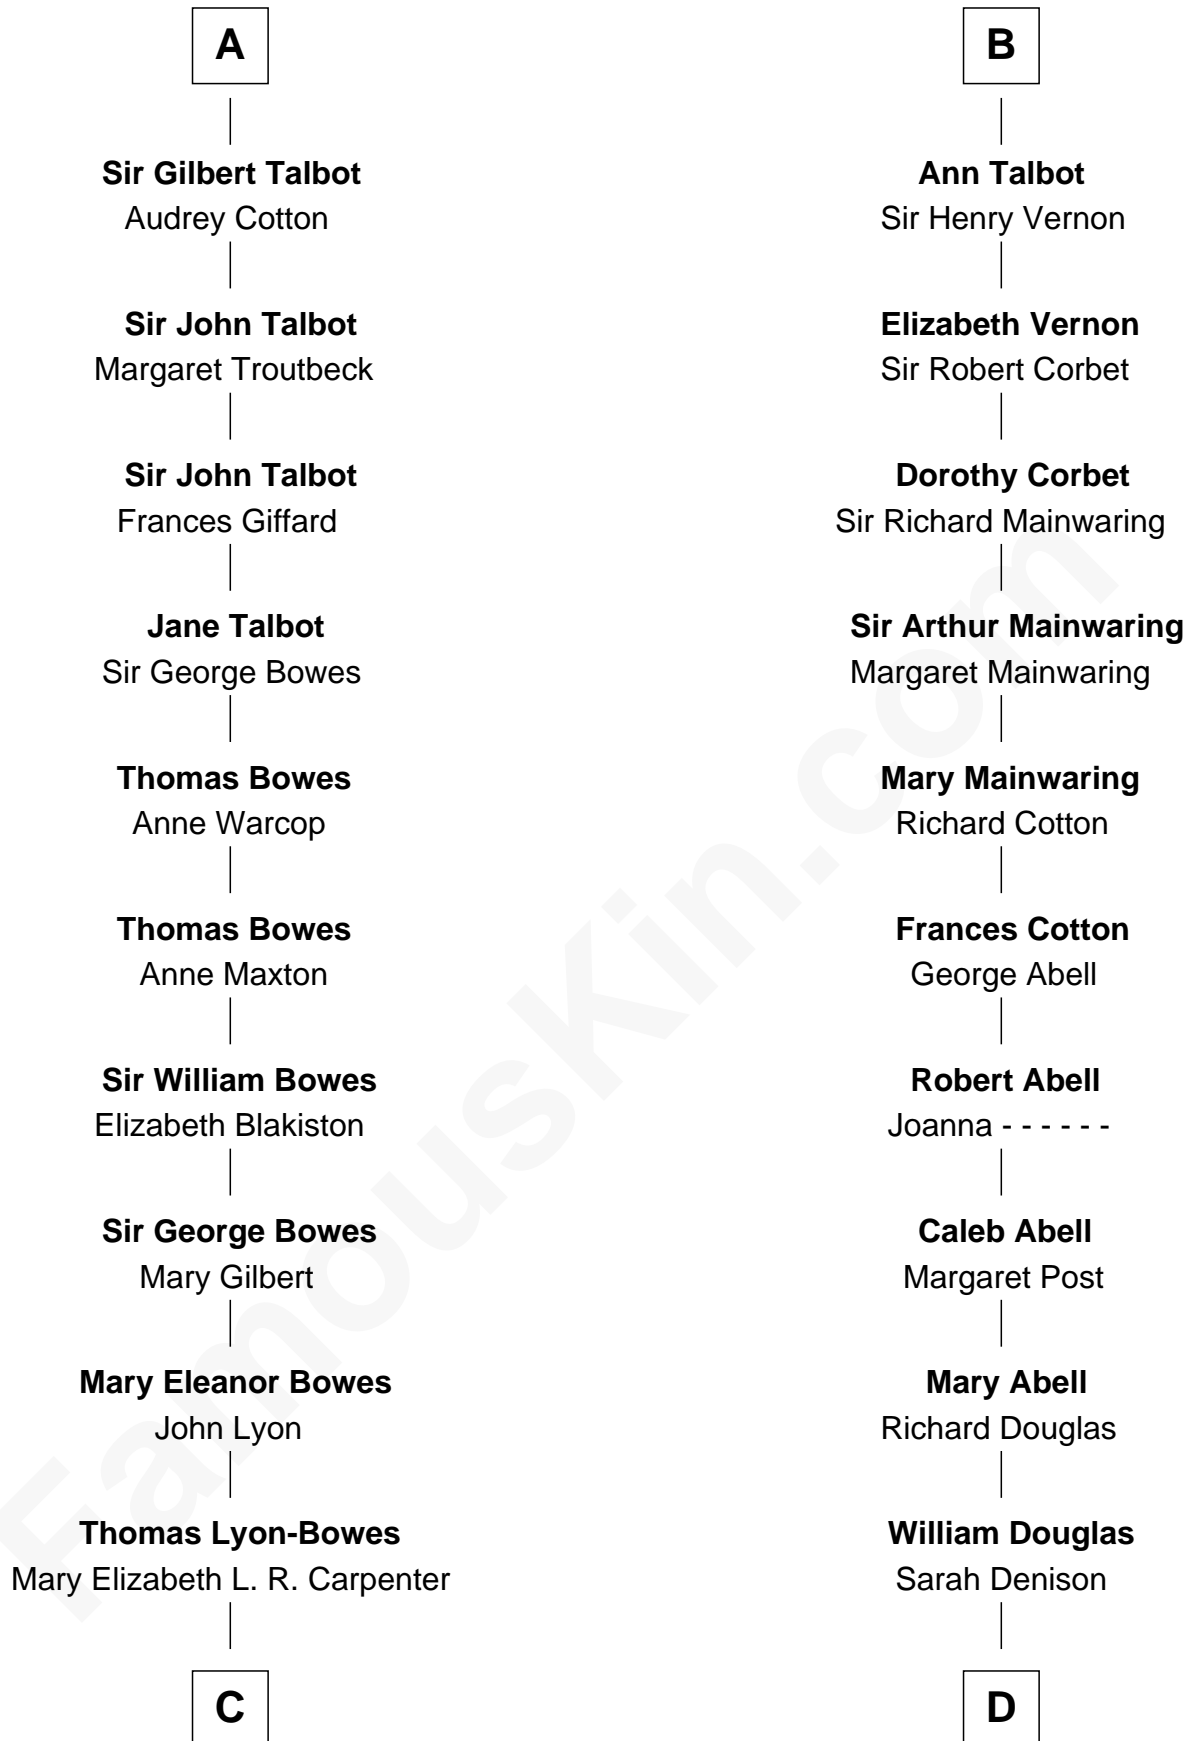 A
Sir Gilbert Talbot
Audrey Cotton
Sir John Talbot
Margaret Troutbeck
Sir John Talbot
Frances Giffard
Jane Talbot
Sir George Bowes
Thomas Bowes
Anne Warcop
Thomas Bowes
Anne Maxton
Sir William Bowes
Elizabeth Blakiston
Sir George Bowes
Mary Gilbert
Mary Eleanor Bowes
John Lyon
Thomas Lyon-Bowes
Mary Elizabeth L. R. Carpenter
C
B
Ann Talbot
Sir Henry Vernon
Elizabeth Vernon
Sir Robert Corbet
Dorothy Corbet
Sir Richard Mainwaring
Sir Arthur Mainwaring
Margaret Mainwaring
Mary Mainwaring
Richard Cotton
Frances Cotton
George Abell
Robert Abell
Joanna - - - - - -
Caleb Abell
Margaret Post
Mary Abell
Richard Douglas
William Douglas
Sarah Denison
D
FamousKin.com